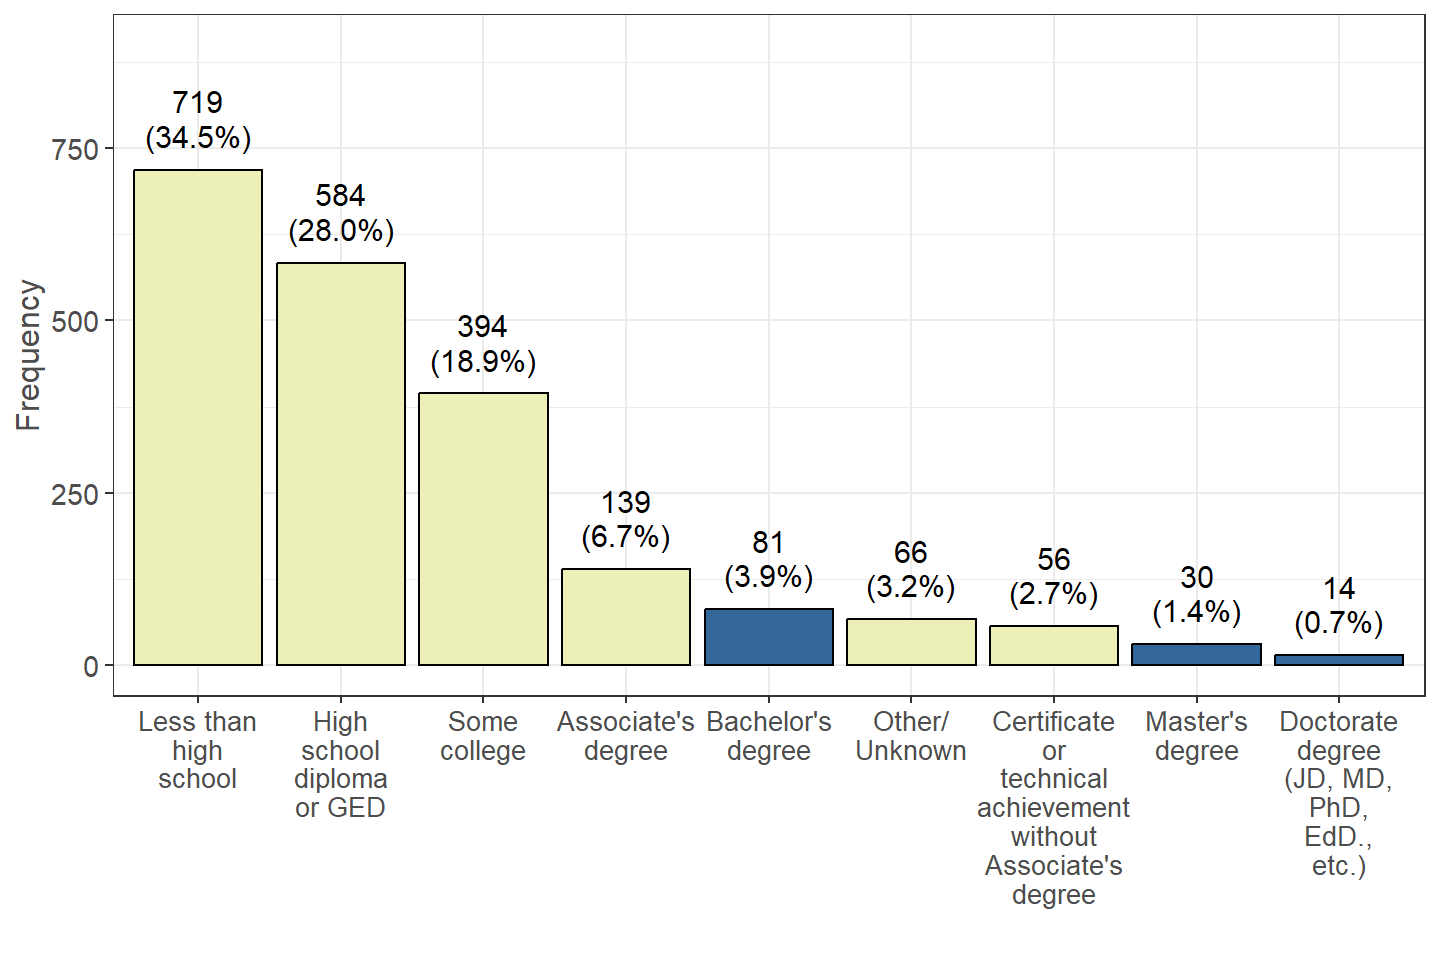 719
(34.5%)
584
(28.0%)
394
(18.9%)
139
(6.7%)
81
(3.9%)
66
(3.2%)
56
(2.7%)
30
(1.4%)
14
(0.7%)
Frequency
750
500
250
0
Less than
high
school
High
school
diploma
or GED
Some
college
Associate's
degree
Bachelor's
degree
Other/
Unknown
Certificate
or
technical
achievement
without
Associate's
degree
Master's
degree
Doctorate
degree
(JD, MD,
PhD,
EdD.,
etc.)